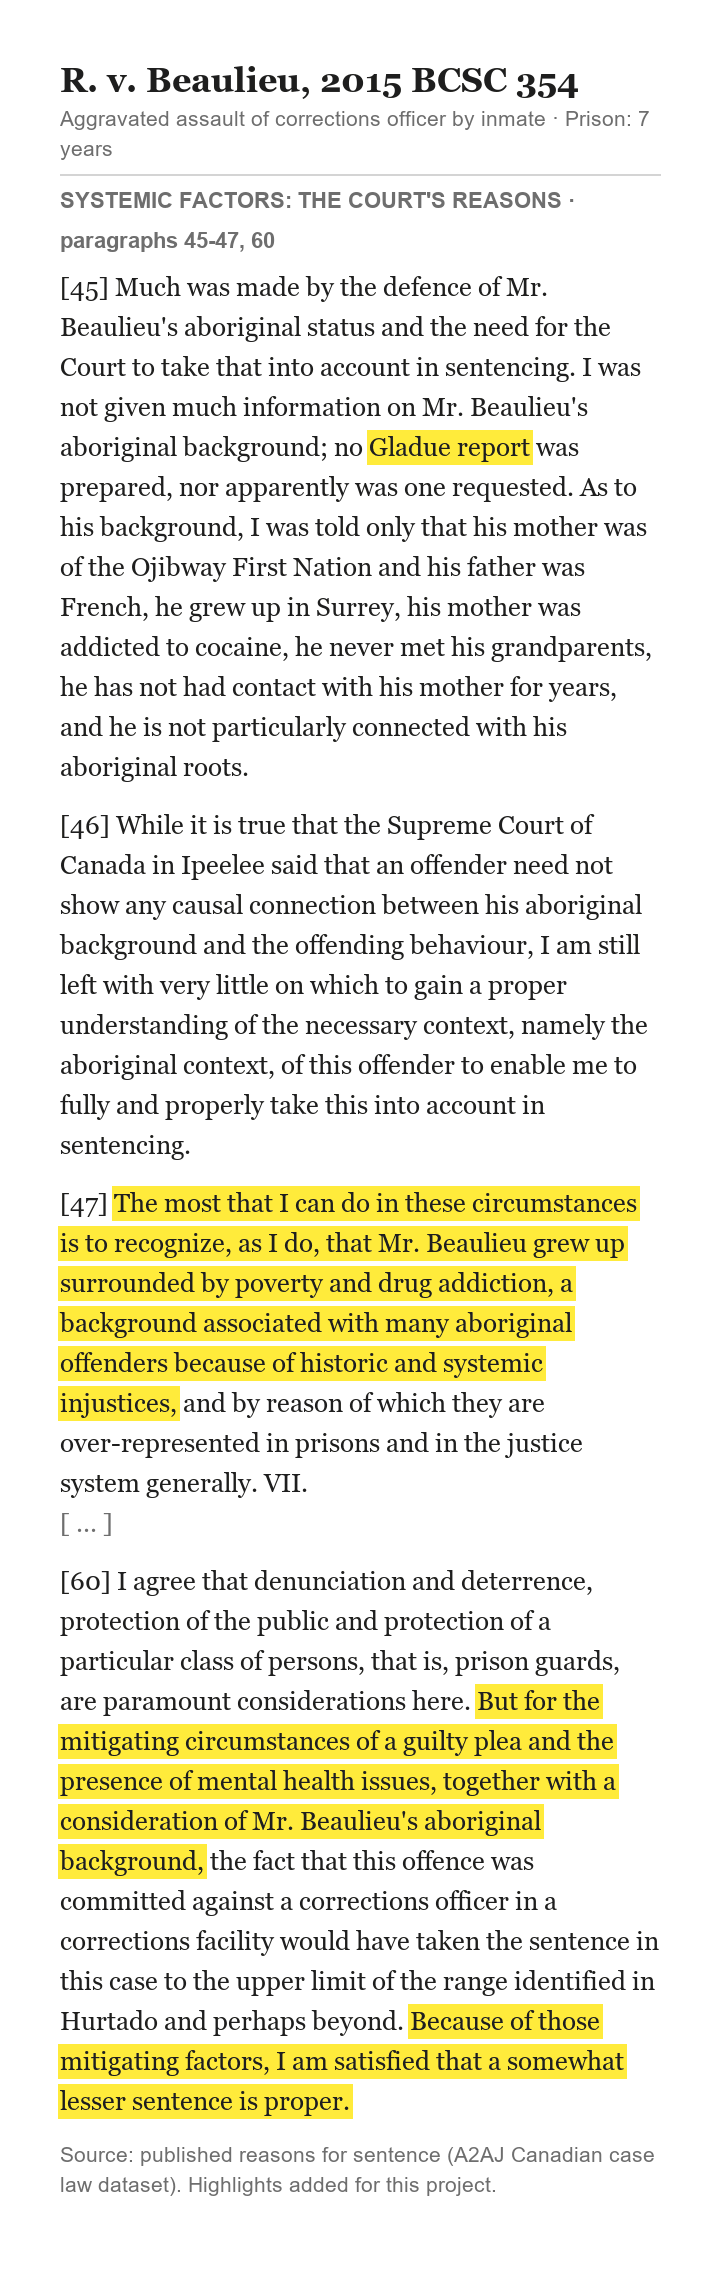 R. v. Beaulieu, 2015 BCSC 354
Aggravated assault of corrections officer by inmate · Prison: 7
years
SYSTEMIC FACTORS: THE COURT'S REASONS ·
paragraphs 45-47, 60
[45] Much was made by the defence of Mr.
Beaulieu's aboriginal status and the need for the
Court to take that into account in sentencing. I was
not given much information on Mr. Beaulieu's
aboriginal background; no Gladue report was
prepared, nor apparently was one requested. As to
his background, I was told only that his mother was
of the Ojibway First Nation and his father was
French, he grew up in Surrey, his mother was
addicted to cocaine, he never met his grandparents,
he has not had contact with his mother for years,
and he is not particularly connected with his
aboriginal roots.
[46] While it is true that the Supreme Court of
Canada in Ipeelee said that an offender need not
show any causal connection between his aboriginal
background and the offending behaviour, I am still
left with very little on which to gain a proper
understanding of the necessary context, namely the
aboriginal context, of this offender to enable me to
fully and properly take this into account in
sentencing.
[47] The most that I can do in these circumstances
is to recognize, as I do, that Mr. Beaulieu grew up
surrounded by poverty and drug addiction, a
background associated with many aboriginal
offenders because of historic and systemic
injustices, and by reason of which they are
over-represented in prisons and in the justice
system generally. VII.
[ ... ]
[60] I agree that denunciation and deterrence,
protection of the public and protection of a
particular class of persons, that is, prison guards,
are paramount considerations here. But for the
mitigating circumstances of a guilty plea and the
presence of mental health issues, together with a
consideration of Mr. Beaulieu's aboriginal
background, the fact that this offence was
committed against a corrections officer in a
corrections facility would have taken the sentence in
this case to the upper limit of the range identified in
Hurtado and perhaps beyond. Because of those
mitigating factors, I am satisfied that a somewhat
lesser sentence is proper.
Source: published reasons for sentence (A2AJ Canadian case
law dataset). Highlights added for this project.